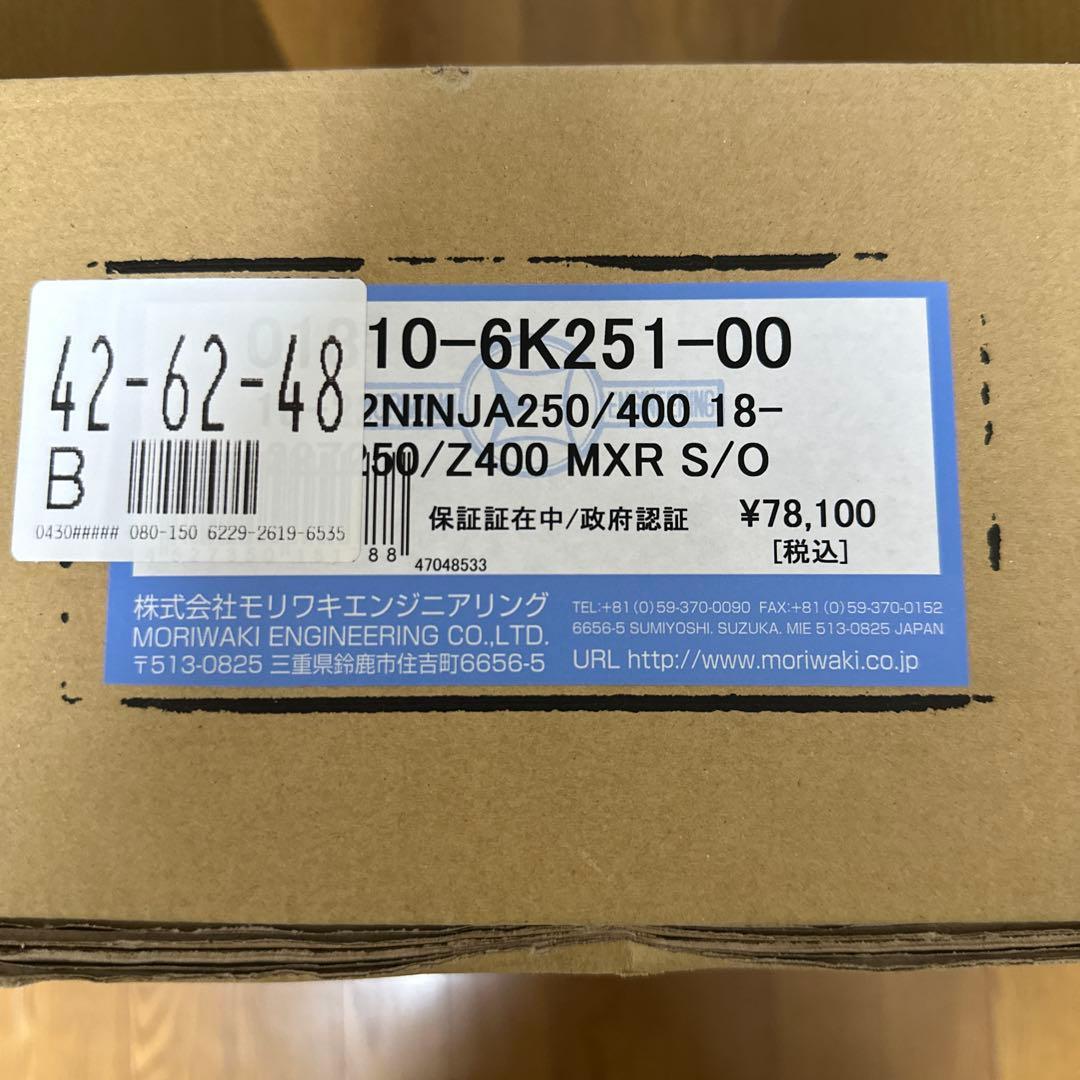 42-62-48
B
0430##### 080-150 6229-2619-6535
10-6K251-00
2NINJA250/400 18-
250/Z400 MXR S/O
保証証在中/政府認証 ¥78,100
[税込]
88
47048533
ENGINEERING
株式会社モリワキエンジニアリング
MORIWAKI ENGINEERING CO.,LTD.
〒513-0825 三重県鈴鹿市住吉町6656-5
TEL:+81(0)59-370-0090 FAX:+81(0)59-370-0152
6656-5 SUMIYOSHI. SUZUKA. MIE 513-0825 JAPAN
URL http://www.moriwaki.co.jp